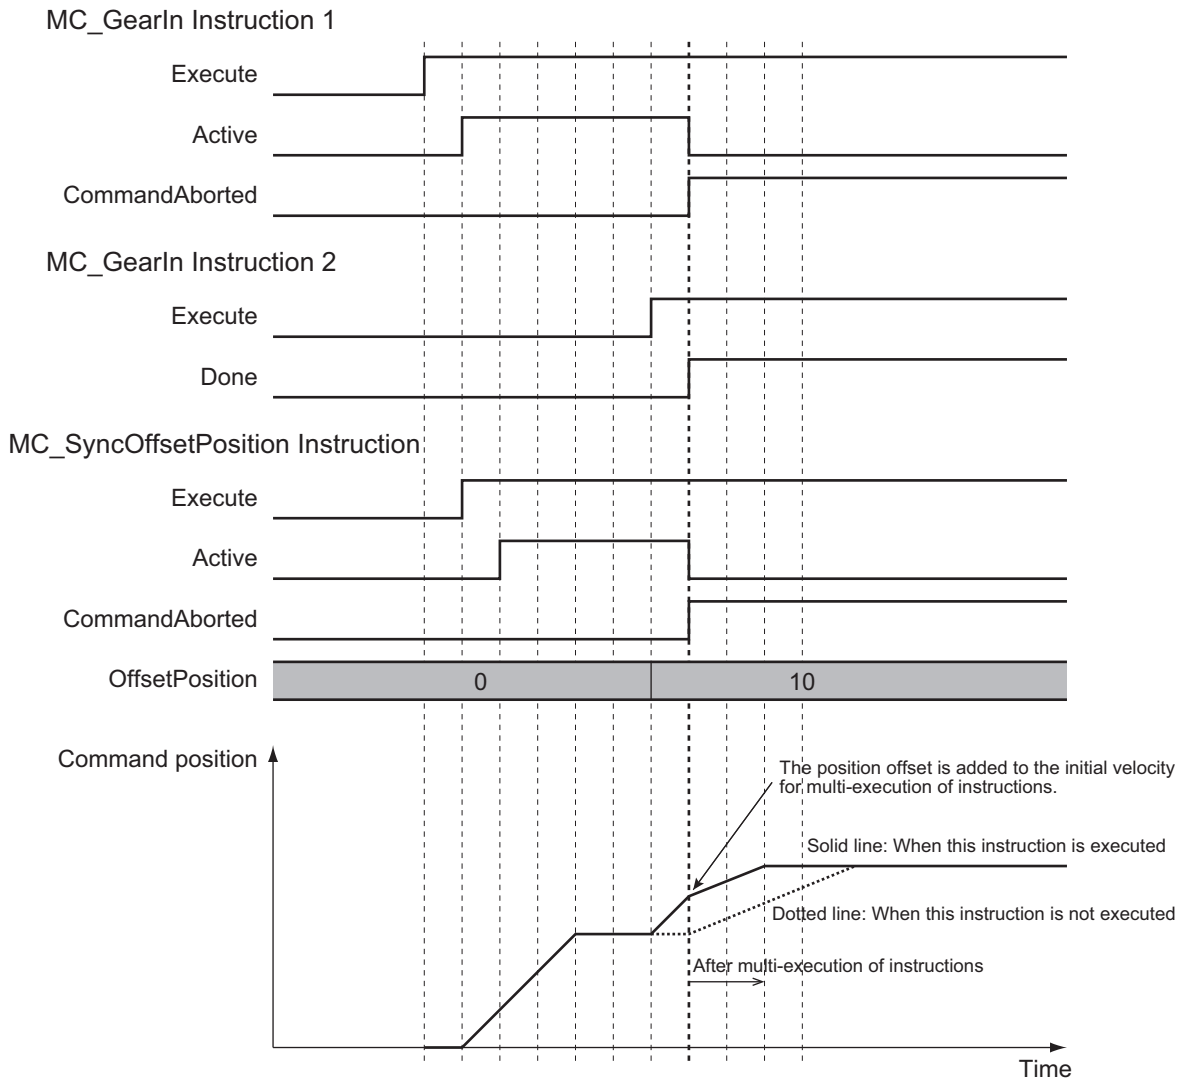 MC_GearIn Instruction 1
Execute
Active
CommandAborted
MC_GearIn Instruction 2
Execute
Done
MC_SyncOffsetPosition Instruction
Execute
Active
CommandAborted
OffsetPosition 0 10
Command position
The position offset is added to the initial velocity
for multi-execution of instructions.
Solid line: When this instruction is executed
Dotted line: When this instruction is not executed
After multi-execution of instructions
Time